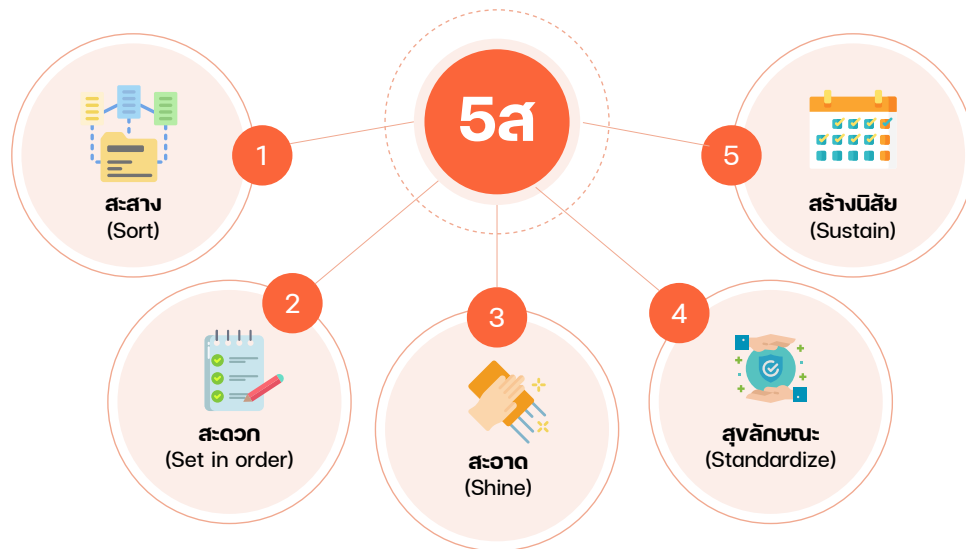 5ส
1
สะสาง
(Sort)
2
สะดวก
(Set in order)
3
สะอาด
(Shine)
4
สุขลักษณะ
(Standardize)
5
สร้างนิสัย
(Sustain)